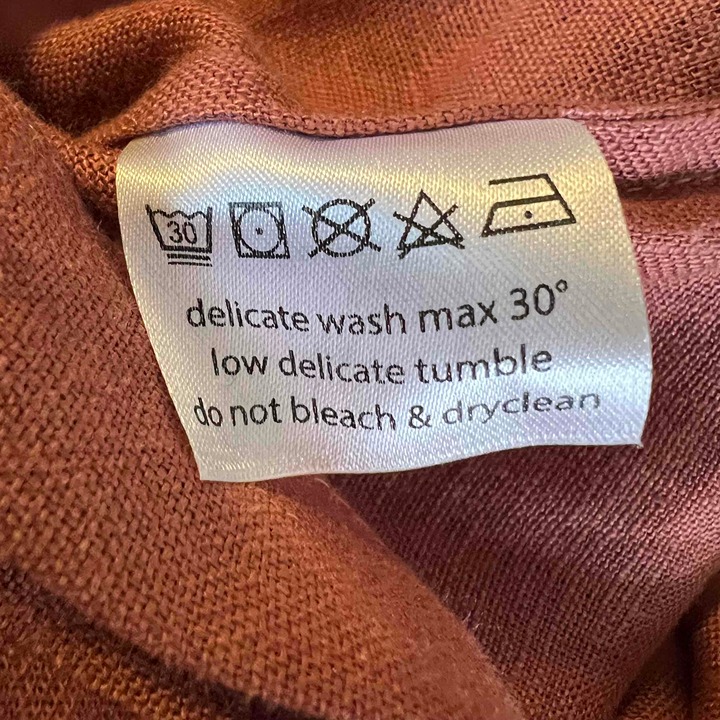 30
delicate wash max 30°
low delicate tumble
do not bleach & dryclean